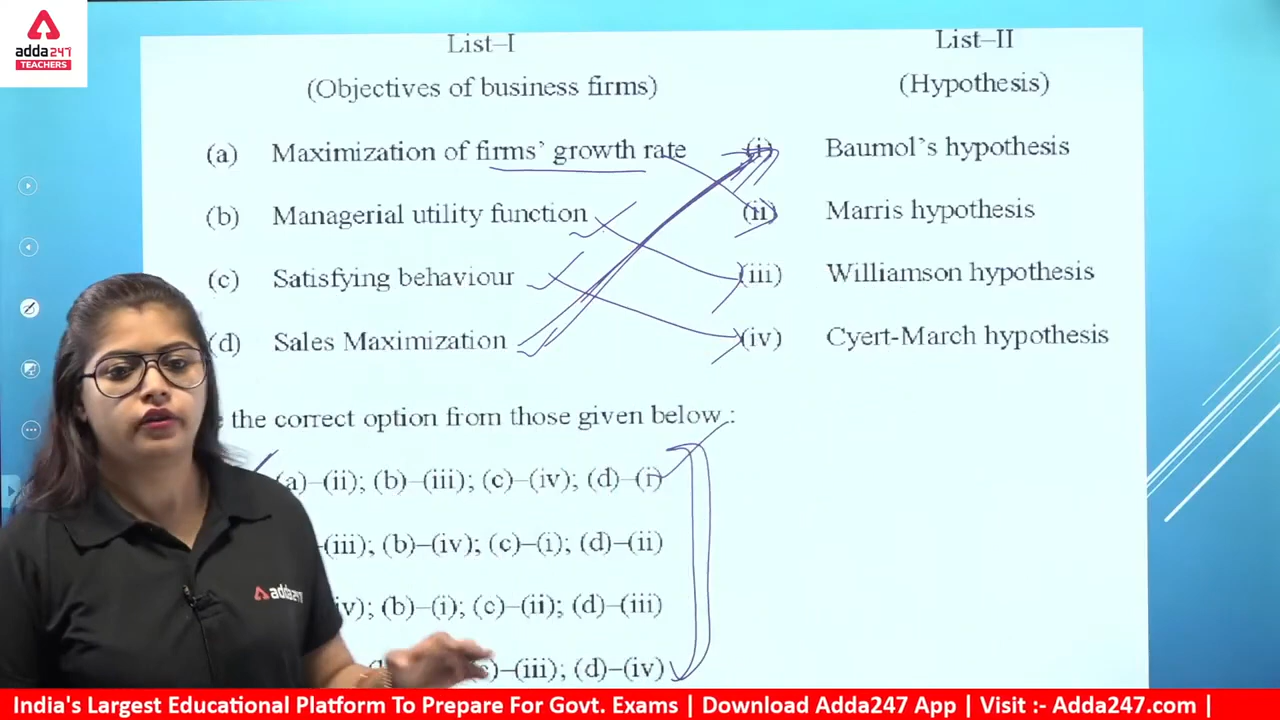 adda247
TEACHERS
List–I List–II
(Objectives of business firms) (Hypothesis)
(a) Maximization of firms' growth rate (i) Baumol's hypothesis
(b) Managerial utility function (ii) Marris hypothesis
(c) Satisfying behaviour (iii) Williamson hypothesis
(d) Sales Maximization (iv) Cyert-March hypothesis
the correct option from those given below :
(a)–(ii); (b)–(iii); (c)–(iv); (d)–(i)
–(iii); (b)–(iv); (c)–(i); (d)–(ii)
(b)–(i); (c)–(ii); (d)–(iii)
–(iii); (d)–(iv)
adda247
India's Largest Educational Platform To Prepare For Govt. Exams | Download Adda247 App | Visit :- Adda247.com |